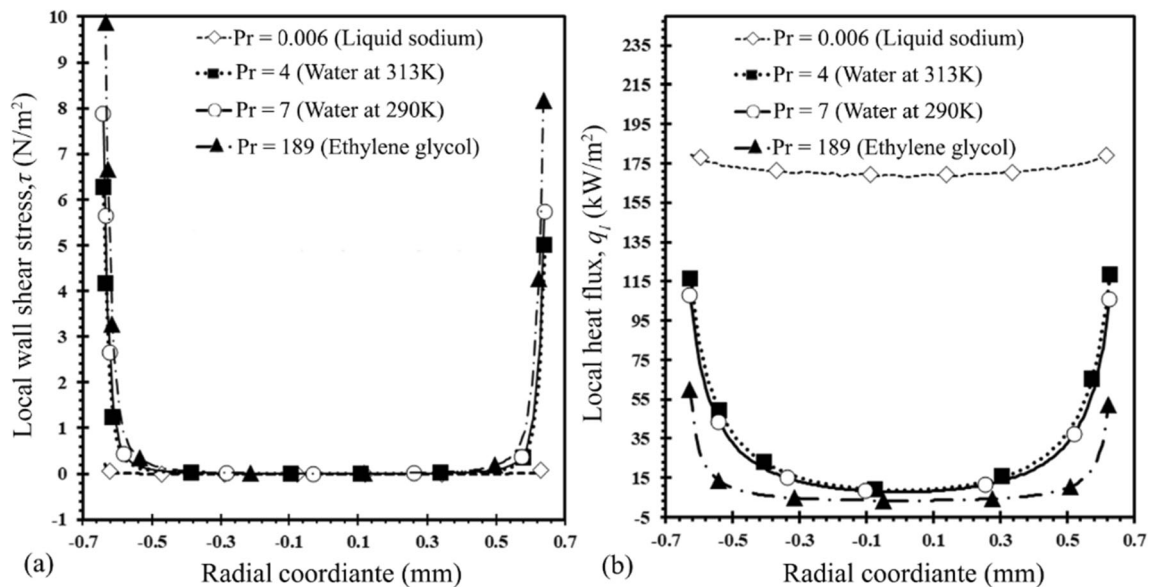 10
9
8
7
6
5
4
3
2
1
0
-1
Local wall shear stress,τ (N/m²)
Pr = 0.006 (Liquid sodium)
Pr = 4 (Water at 313K)
Pr = 7 (Water at 290K)
Pr = 189 (Ethylene glycol)
-0.7 -0.5 -0.3 -0.1 0.1 0.3 0.5 0.7
(a)
Radial coordiante (mm)
235
215
195
175
155
135
115
95
75
55
35
15
-5
Local heat flux, q_l (kW/m²)
Pr = 0.006 (Liquid sodium)
Pr = 4 (Water at 313K)
Pr = 7 (Water at 290K)
Pr = 189 (Ethylene glycol)
-0.7 -0.5 -0.3 -0.1 0.1 0.3 0.5 0.7
(b)
Radial coordiante (mm)